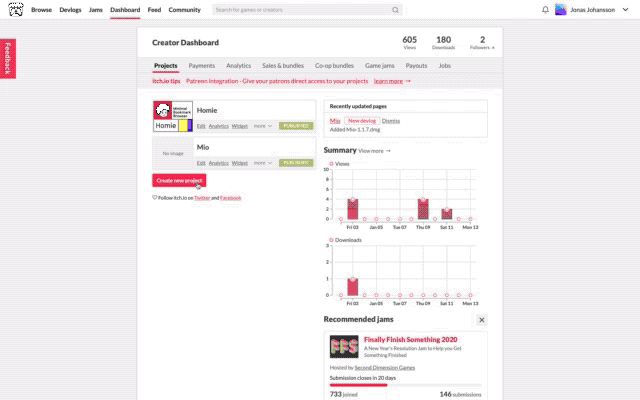 Browse Devlogs Jams Dashboard Feed Community Search for games or creators Jonas Johansson
Feedback
Creator Dashboard
605 Views 180 Downloads 2 Followers →
Projects Payments Analytics Sales & bundles Co-op bundles Game jams Payouts Jobs
itch.io tips Patreon integration - Give your patrons direct access to your projects learn more →
Minimal Bookmark Browser
Homie
Homie
Edit Analytics Widget more PUBLISHED
No image
Mio
Edit Analytics Widget more PUBLISHED
Create new project
Follow itch.io on Twitter and Facebook
Recently updated pages
Mio New devlog Dismiss
Added Mio-1.1.7.dmg
Summary View more →
Views
10
8
6
4
2
0
Fri 03 Jan 05 Tue 07 Thu 09 Sat 11 Mon 13
Downloads
3
2
1
0
Fri 03 Jan 05 Tue 07 Thu 09 Sat 11 Mon 13
Recommended jams
FFS
Finally Finish Something 2020
A New Year's Resolution Jam to Help you Get
Something Finished
Hosted by Second Dimension Games
Submission closes in 20 days
733 joined 146 submissions